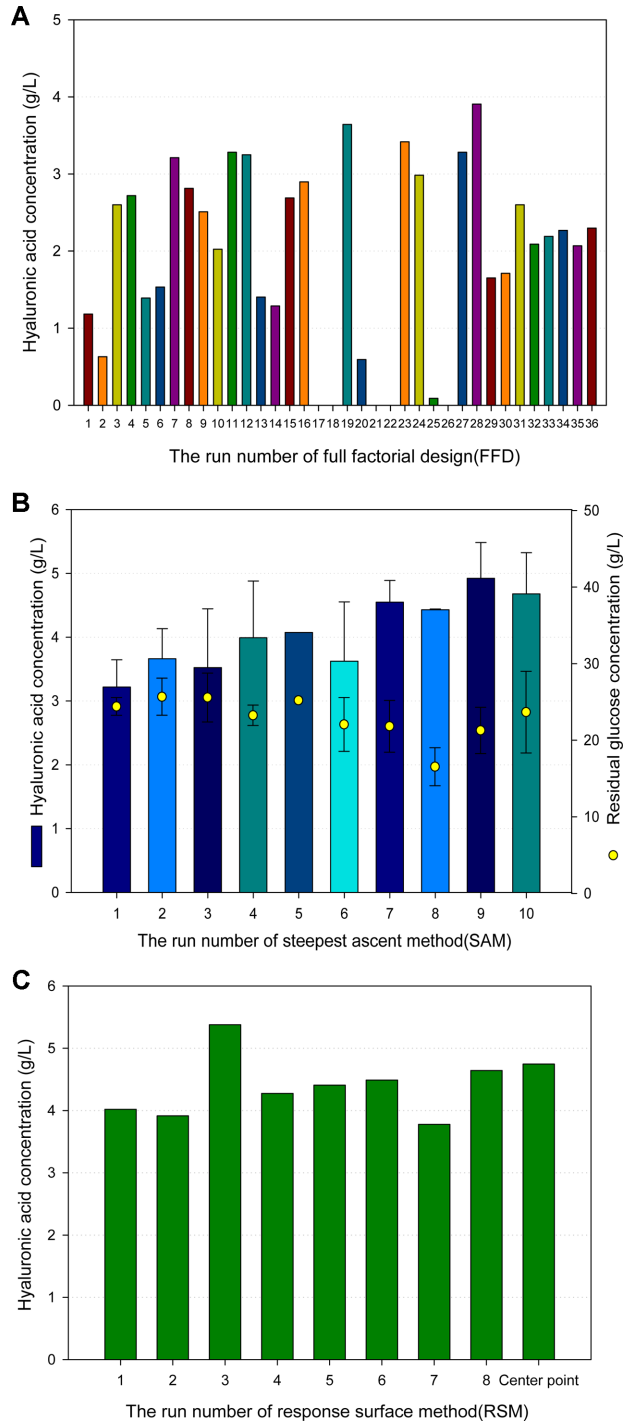 A
Hyaluronic acid concentration (g/L)
5
4
3
2
1
0
1 2 3 4 5 6 7 8 9 10 11 12 13 14 15 16 17 18 19 20 21 22 23 24 25 26 27 28 29 30 31 32 33 34 35 36
The run number of full factorial design(FFD)
B
Hyaluronic acid concentration (g/L)
6
5
4
3
2
1
0
50
40
30
20
10
0
Residual glucose concentration (g/L)
1 2 3 4 5 6 7 8 9 10
The run number of steepest ascent method(SAM)
C
Hyaluronic acid concentration (g/L)
6
5
4
3
2
1
0
1 2 3 4 5 6 7 8 Center point
The run number of response surface method(RSM)